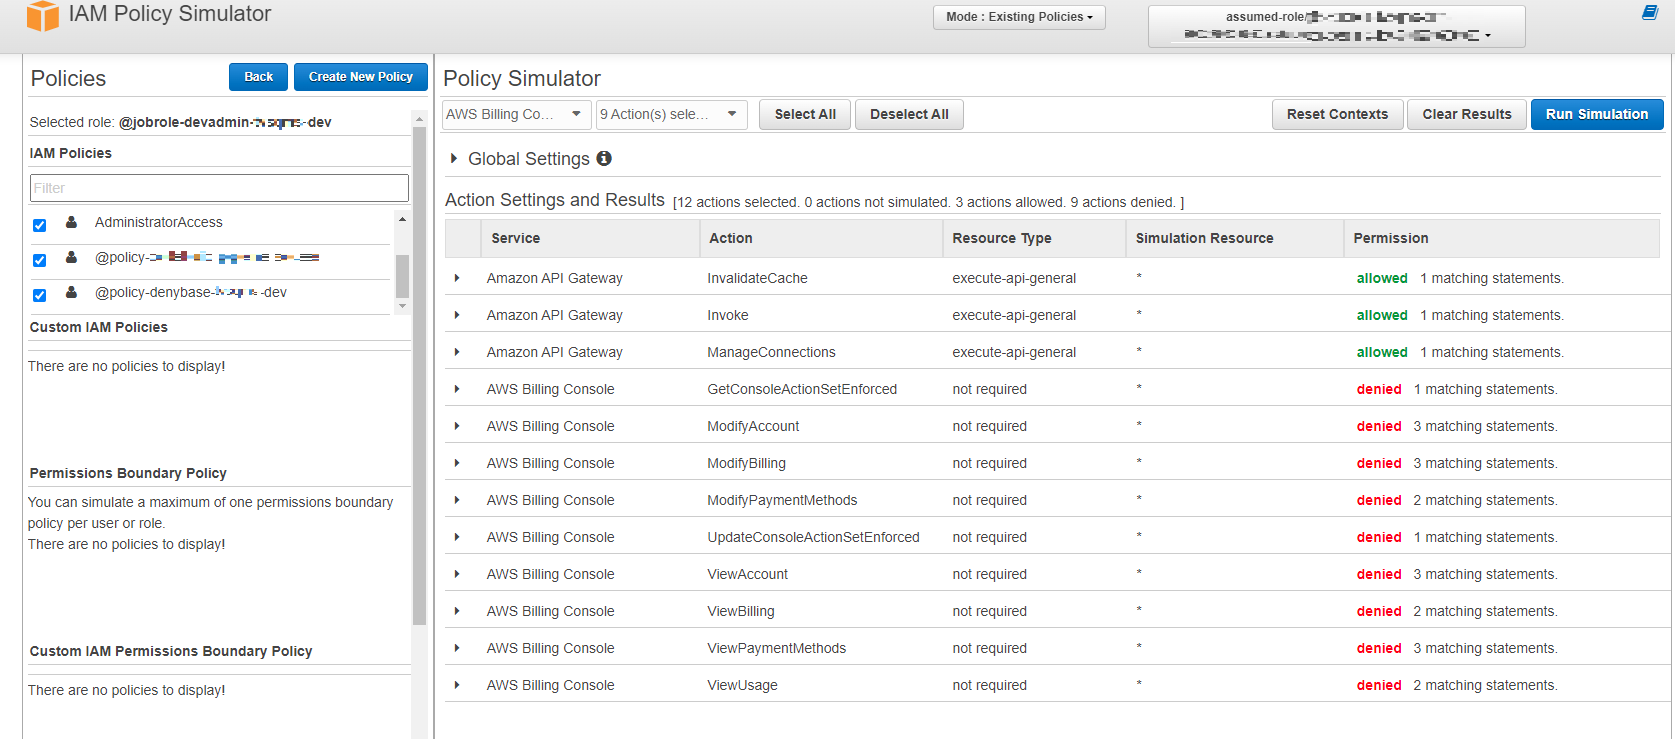 IAM Policy Simulator
Mode : Existing Policies
assumed-role/
Policies
Back
Create New Policy
Selected role: @jobrole-devadmin- -dev
IAM Policies
Filter
AdministratorAccess
@policy-
@policy-denybase- -dev
Custom IAM Policies
There are no policies to display!
Permissions Boundary Policy
You can simulate a maximum of one permissions boundary
policy per user or role.
There are no policies to display!
Custom IAM Permissions Boundary Policy
There are no policies to display!
Policy Simulator
AWS Billing Co...
9 Action(s) sele...
Select All
Deselect All
Reset Contexts
Clear Results
Run Simulation
Global Settings
Action Settings and Results [12 actions selected. 0 actions not simulated. 3 actions allowed. 9 actions denied. ]
Service Action Resource Type Simulation Resource Permission
Amazon API Gateway InvalidateCache execute-api-general * allowed 1 matching statements.
Amazon API Gateway Invoke execute-api-general * allowed 1 matching statements.
Amazon API Gateway ManageConnections execute-api-general * allowed 1 matching statements.
AWS Billing Console GetConsoleActionSetEnforced not required * denied 1 matching statements.
AWS Billing Console ModifyAccount not required * denied 3 matching statements.
AWS Billing Console ModifyBilling not required * denied 3 matching statements.
AWS Billing Console ModifyPaymentMethods not required * denied 2 matching statements.
AWS Billing Console UpdateConsoleActionSetEnforced not required * denied 1 matching statements.
AWS Billing Console ViewAccount not required * denied 3 matching statements.
AWS Billing Console ViewBilling not required * denied 2 matching statements.
AWS Billing Console ViewPaymentMethods not required * denied 3 matching statements.
AWS Billing Console ViewUsage not required * denied 2 matching statements.